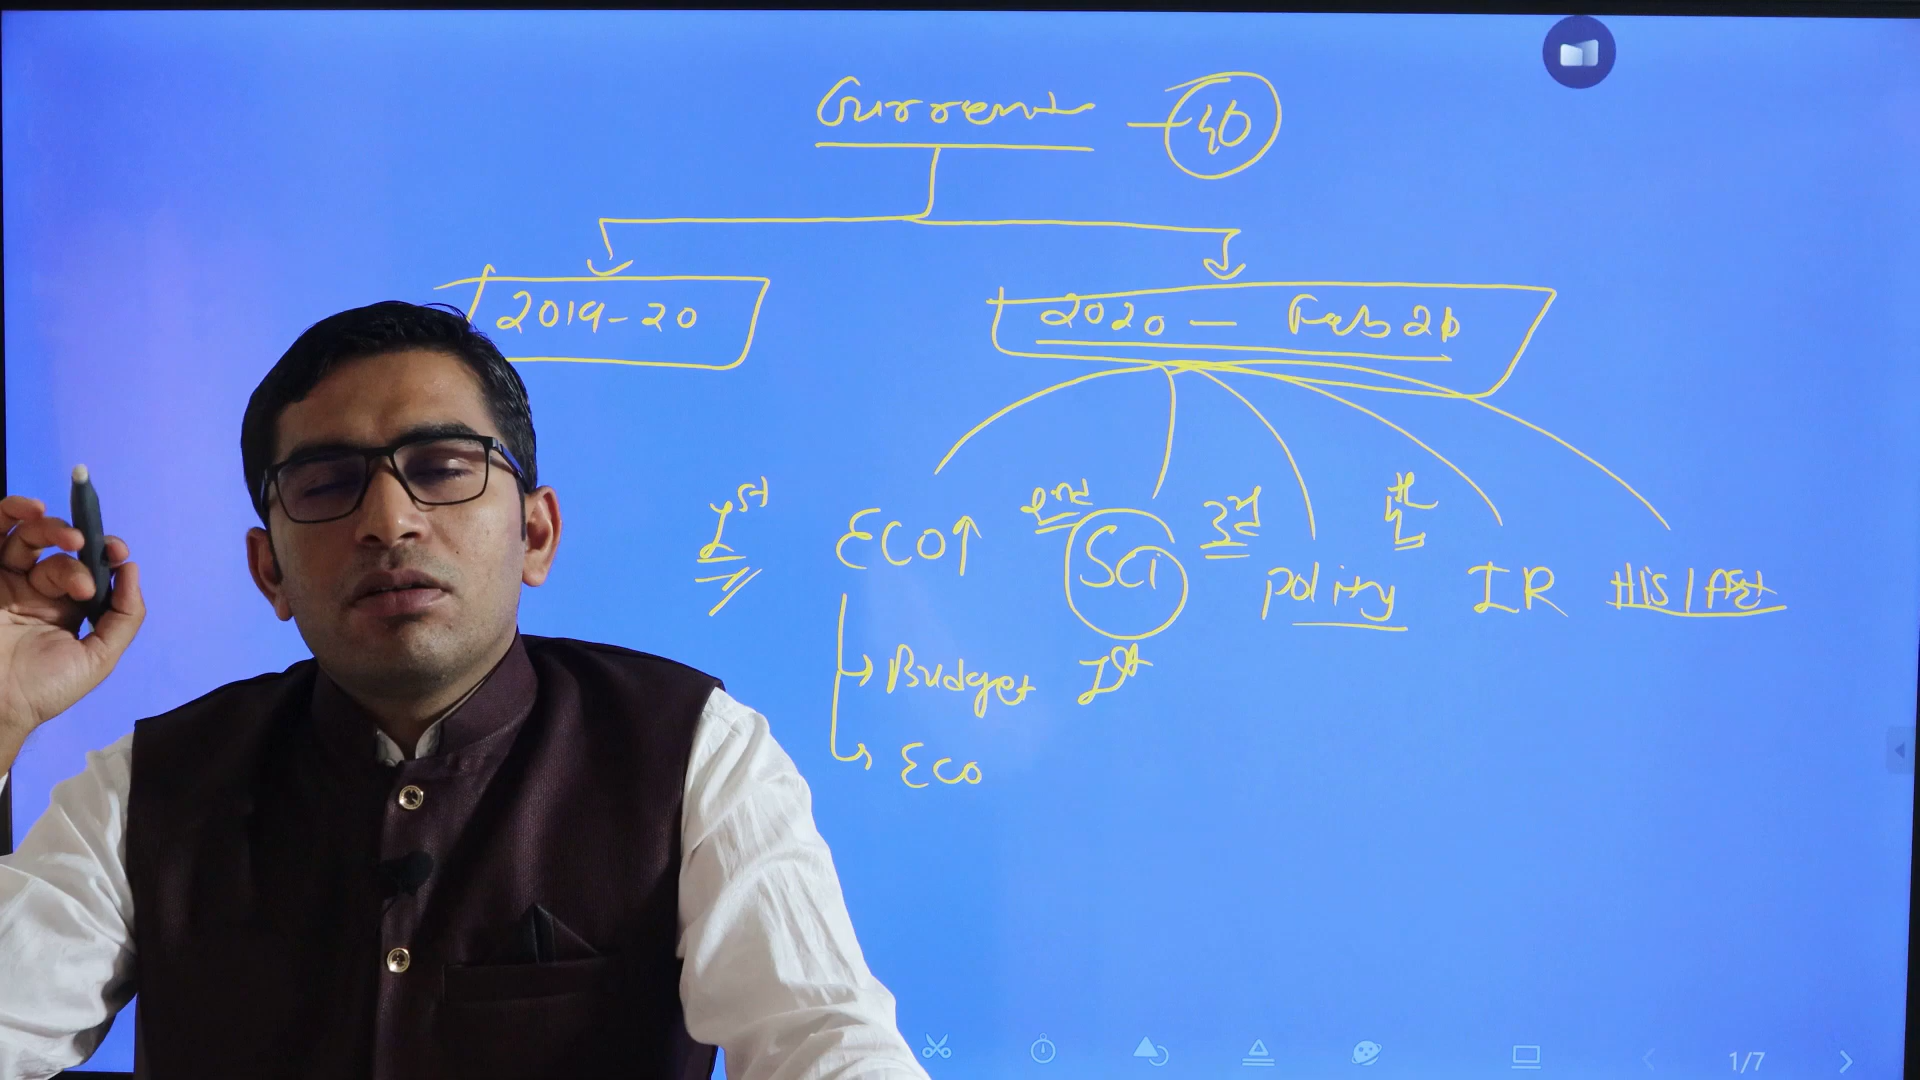 Current — 40
2019-20
2020 — Feb 21
1st ECO↑ 2nd Sci 3rd polity 4th IR His/Art
Budget Ist
Eco
1/7